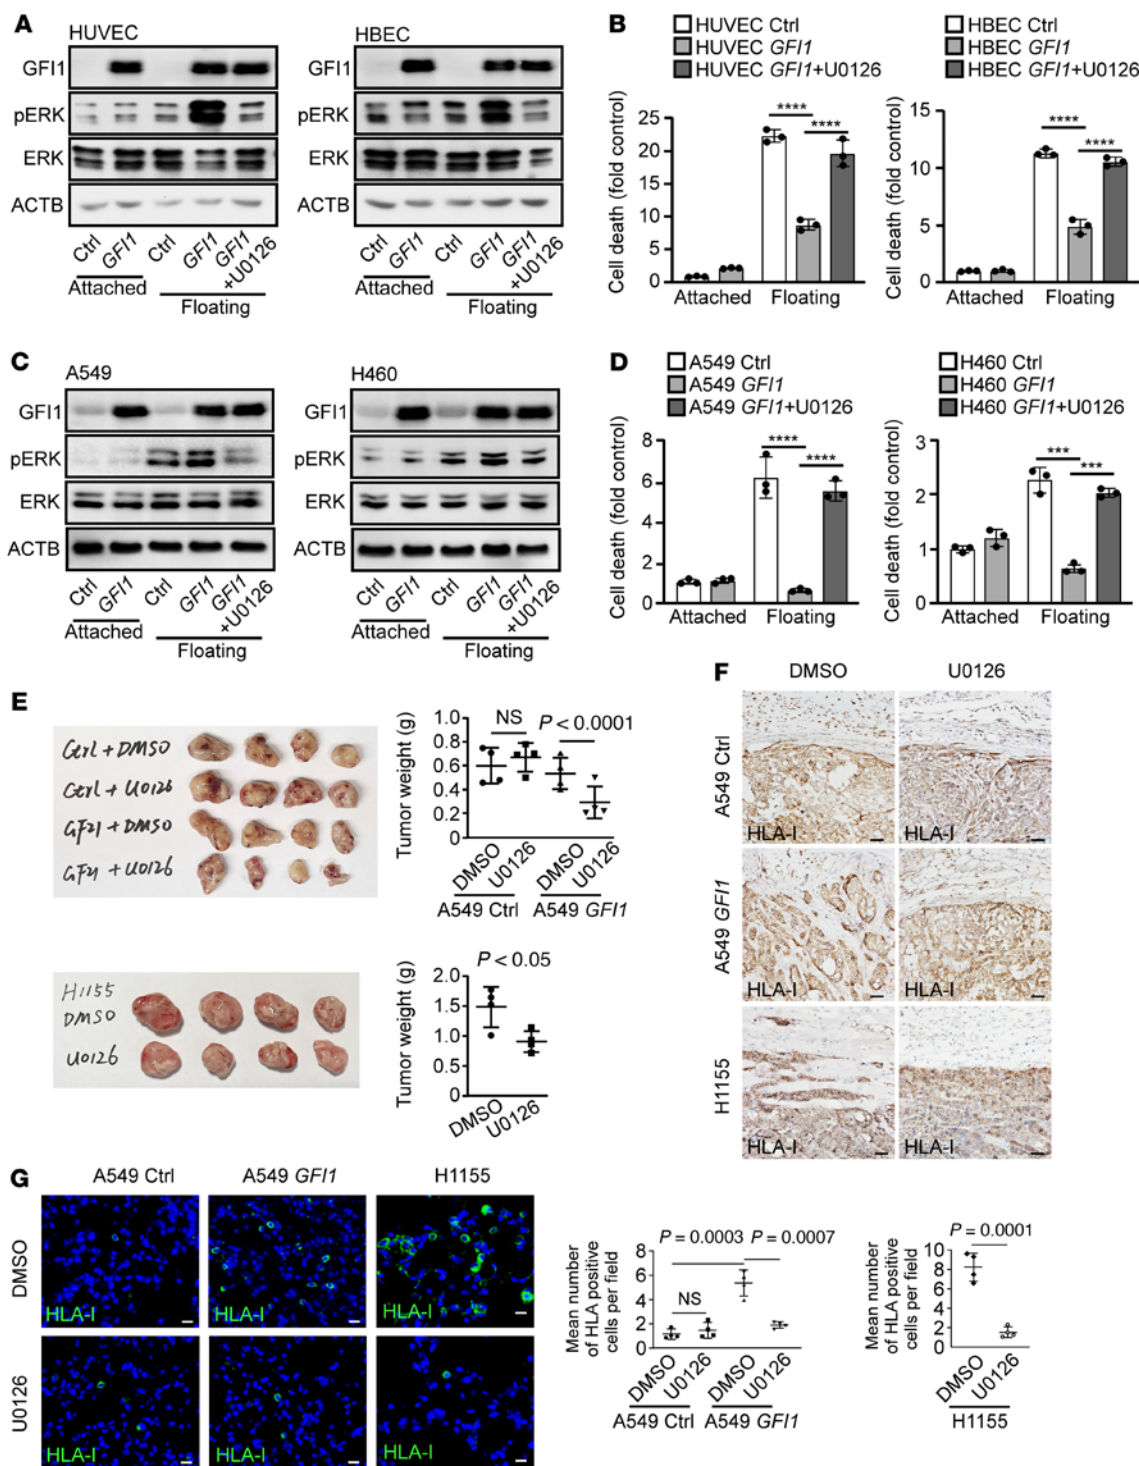 A
HUVEC
HBEC
GFI1
GFI1
pERK
pERK
ERK
ERK
ACTB
ACTB
Ctrl
GFI1
Ctrl
GFI1
GFI1
+U0126
Attached
Floating
Ctrl
GFI1
Ctrl
GFI1
GFI1
+U0126
Attached
Floating
B
HUVEC Ctrl
HUVEC GFI1
HUVEC GFI1+U0126
Cell death (fold control)
25
20
15
10
5
0
****
****
Attached Floating
HBEC Ctrl
HBEC GFI1
HBEC GFI1+U0126
Cell death (fold control)
15
10
5
0
****
****
Attached Floating
C
A549
H460
GFI1
GFI1
pERK
pERK
ERK
ERK
ACTB
ACTB
Ctrl
GFI1
Ctrl
GFI1
GFI1
+U0126
Attached
Floating
Ctrl
GFI1
Ctrl
GFI1
GFI1
+U0126
Attached
Floating
D
A549 Ctrl
A549 GFI1
A549 GFI1+U0126
Cell death (fold control)
8
6
4
2
0
****
****
Attached Floating
H460 Ctrl
H460 GFI1
H460 GFI1+U0126
Cell death (fold control)
3
2
1
0
***
***
Attached Floating
E
Ctrl + DMSO
Ctrl + U0126
GFI1 + DMSO
GFI1 + U0126
Tumor weight (g)
1.0
0.8
0.6
0.4
0.2
0
NS
P < 0.0001
DMSO
U0126
DMSO
U0126
A549 Ctrl
A549 GFI1
H1155
DMSO
U0126
Tumor weight (g)
2.0
1.5
1.0
0.5
0
P < 0.05
DMSO
U0126
F
DMSO
U0126
A549 Ctrl
HLA-I
HLA-I
A549 GFI1
HLA-I
HLA-I
H1155
HLA-I
HLA-I
G
A549 Ctrl
A549 GFI1
H1155
DMSO
HLA-I
HLA-I
HLA-I
U0126
HLA-I
HLA-I
HLA-I
Mean number
of HLA positive
cells per field
8
6
4
2
0
P = 0.0003
P = 0.0007
NS
DMSO
U0126
DMSO
U0126
A549 Ctrl
A549 GFI1
Mean number
of HLA positive
cells per field
10
8
6
4
2
0
P = 0.0001
DMSO
U0126
H1155